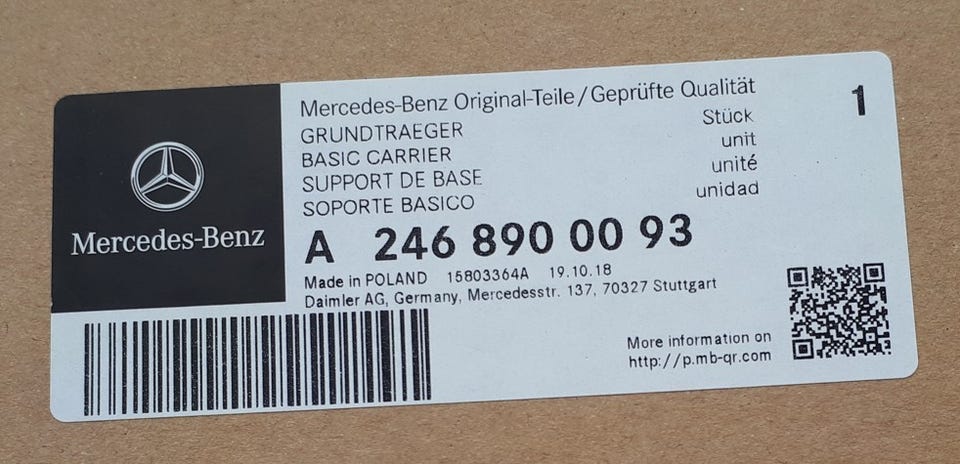 Mercedes-Benz
Mercedes-Benz Original-Teile/Geprüfte Qualität
1
GRUNDTRAEGER Stück
BASIC CARRIER unit
SUPPORT DE BASE unité
SOPORTE BASICO unidad
A 246 890 00 93
Made in POLAND 15803364A 19.10.18
Daimler AG, Germany, Mercedesstr. 137, 70327 Stuttgart
More information on
http://p.mb-qr.com